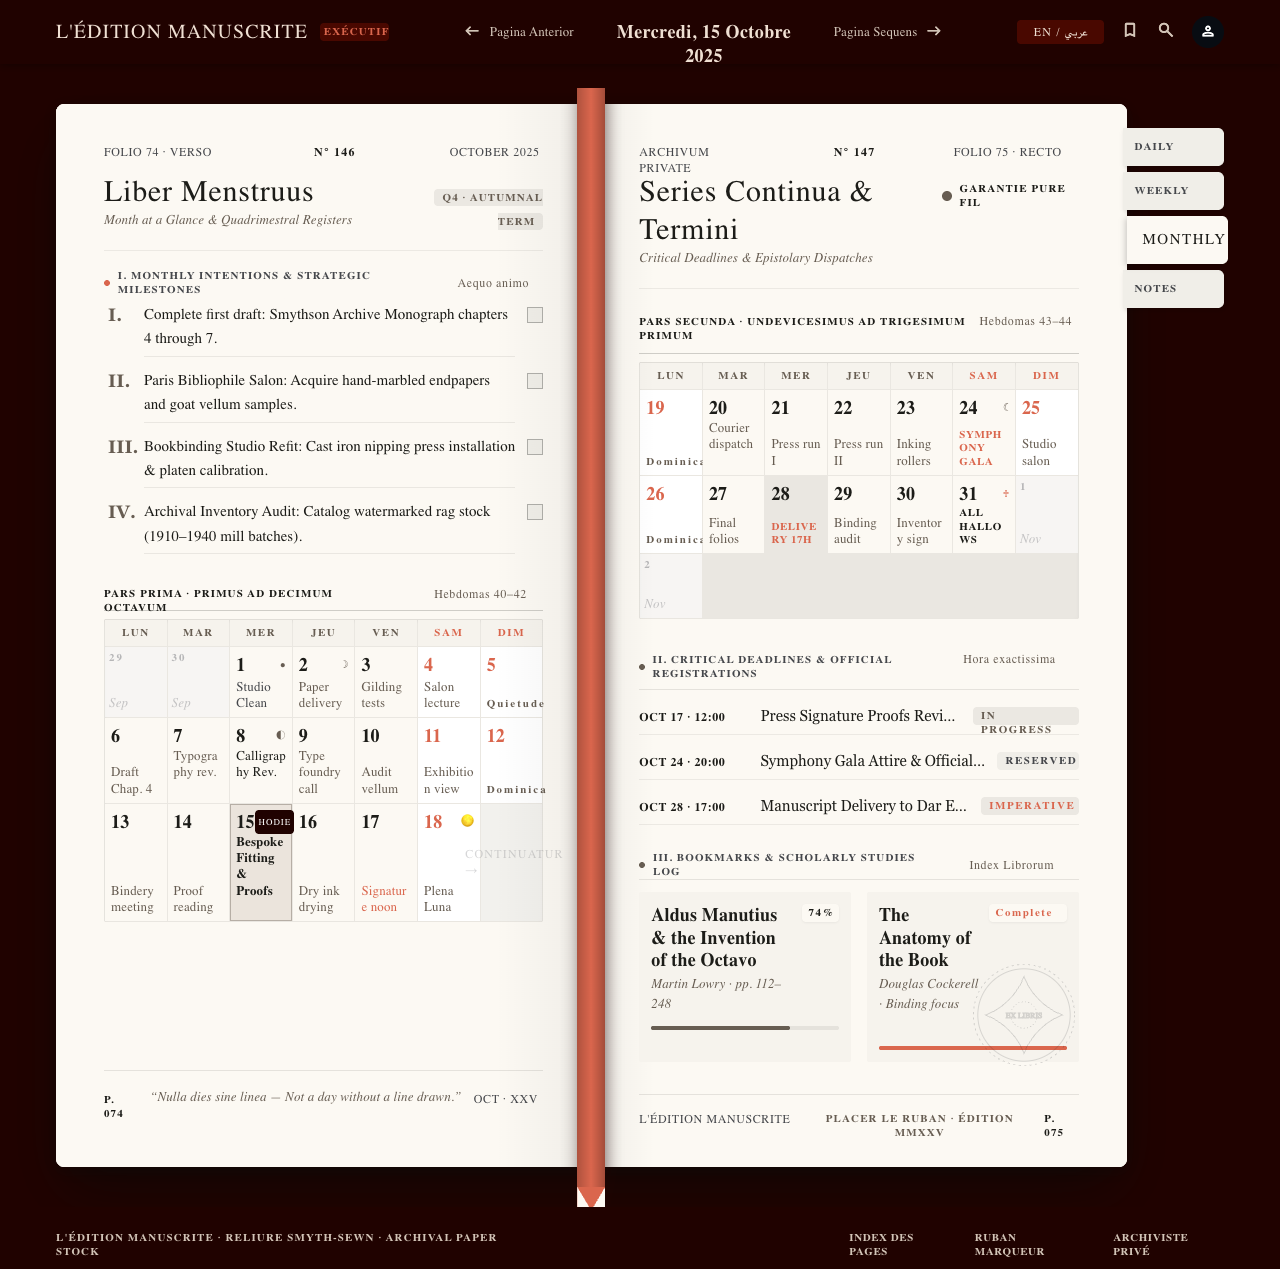 L'ÉDITION MANUSCRITE
EXÉCUTIF
Pagina Anterior
Mercredi, 15 Octobre
2025
Pagina Sequens
EN / عربي
FOLIO 74 · VERSO
N° 146
OCTOBER 2025
Liber Menstruus
Month at a Glance & Quadrimestral Registers
Q4 · AUTUMNAL
TERM
I. MONTHLY INTENTIONS & STRATEGIC
MILESTONES
Aequo animo
I.
Complete first draft: Smythson Archive Monograph chapters
4 through 7.
II.
Paris Bibliophile Salon: Acquire hand-marbled endpapers
and goat vellum samples.
III.
Bookbinding Studio Refit: Cast iron nipping press installation
& platen calibration.
IV.
Archival Inventory Audit: Catalog watermarked rag stock
(1910–1940 mill batches).
PARS PRIMA · PRIMUS AD DECIMUM
OCTAVUM
Hebdomas 40–42
LUN MAR MER JEU VEN SAM DIM
29
Sep
30
Sep
1
Studio
Clean
2
Paper
delivery
3
Gilding
tests
4
Salon
lecture
5
Quietude
6
Draft
Chap. 4
7
Typogra
phy rev.
8
Calligrap
hy Rev.
9
Type
foundry
call
10
Audit
vellum
11
Exhibitio
n view
12
Dominica
13
Bindery
meeting
14
Proof
reading
15
HODIE
Bespoke
Fitting
&
Proofs
16
Dry ink
drying
17
Signatur
e noon
18
Plena
Luna
CONTINUATUR
→
P.
074
“Nulla dies sine linea — Not a day without a line drawn.”
OCT · XXV
ARCHIVUM
PRIVATE
N° 147
FOLIO 75 · RECTO
Series Continua &
Termini
Critical Deadlines & Epistolary Dispatches
GARANTIE PURE
FIL
PARS SECUNDA · UNDEVICESIMUS AD TRIGESIMUM
PRIMUM
Hebdomas 43–44
LUN MAR MER JEU VEN SAM DIM
19
Dominica
20
Courier
dispatch
21
Press run
I
22
Press run
II
23
Inking
rollers
24
☾
SYMPH
ONY
GALA
25
Studio
salon
26
Dominica
27
Final
folios
28
DELIVE
RY 17H
29
Binding
audit
30
Inventor
y sign
31
÷
ALL
HALLO
WS
1
Nov
2
Nov
II. CRITICAL DEADLINES & OFFICIAL
REGISTRATIONS
Hora exactissima
OCT 17 · 12:00
Press Signature Proofs Revi...
IN
PROGRESS
OCT 24 · 20:00
Symphony Gala Attire & Official...
RESERVED
OCT 28 · 17:00
Manuscript Delivery to Dar E...
IMPERATIVE
III. BOOKMARKS & SCHOLARLY STUDIES
LOG
Index Librorum
Aldus Manutius
& the Invention
of the Octavo
74%
Martin Lowry · pp. 112–
248
The
Anatomy of
the Book
Complete
Douglas Cockerell
· Binding focus
EX LIBRIS
L'ÉDITION MANUSCRITE
PLACER LE RUBAN · ÉDITION
MMXXV
P.
075
DAILY
WEEKLY
MONTHLY
NOTES
L'ÉDITION MANUSCRITE · RELIURE SMYTH-SEWN · ARCHIVAL PAPER
STOCK
INDEX DES
PAGES
RUBAN
MARQUEUR
ARCHIVISTE
PRIVÉ